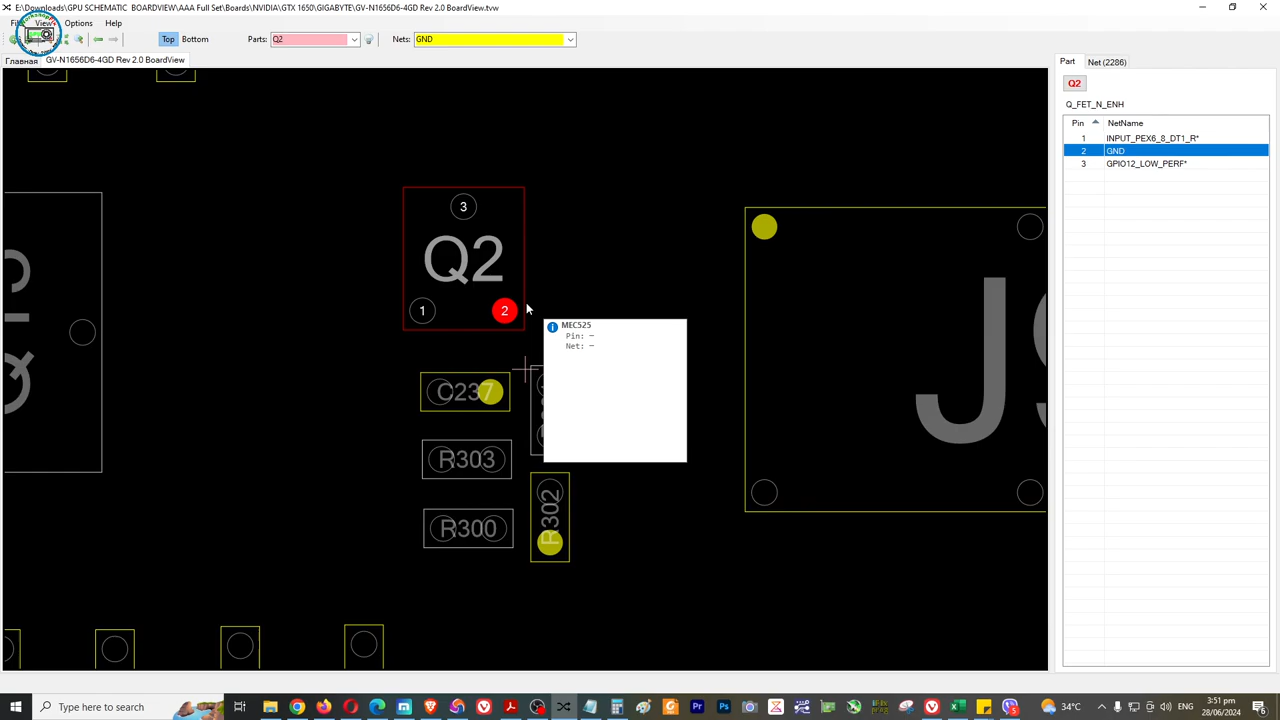 E:\Downloads\GPU SCHEMATIC BOARDVIEW\AAA Full Set\Boards\NVIDIA\GTX 1650\GIGABYTE\GV-N1656D6-4GD Rev 2.0 BoardView.tvw
View Options Help
Top Bottom Parts: Q2 Nets: GND
Главная GV-N1656D6-4GD Rev 2.0 BoardView
Part Net (2286)
Q2
Q_FET_N_ENH
Pin NetName
1 INPUT_PEX6_8_DT1_R*
2 GND
3 GPIO12_LOW_PERF*
3
Q2
1 2
MEC525
Pin: –
Net: –
C237
R303
R300
R302
Type here to search
34°C
ENG
3:51 pm
28/06/2024